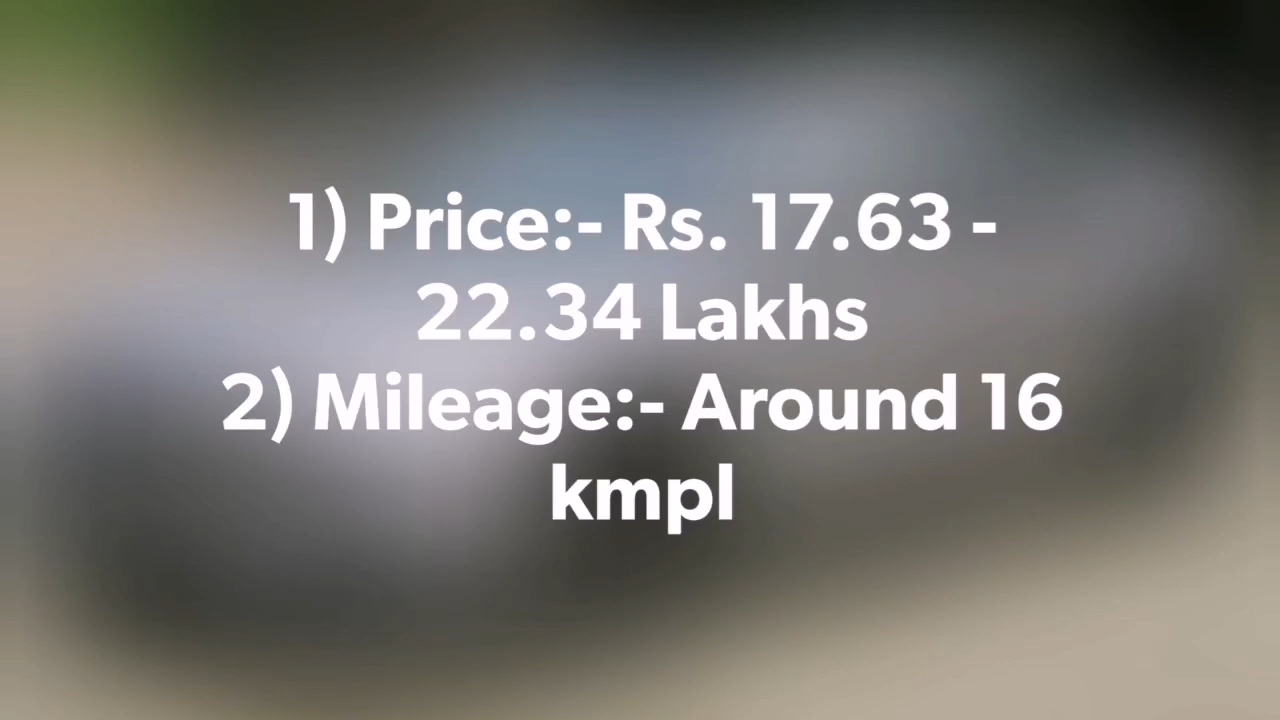 1) Price:- Rs. 17.63 -
22.34 Lakhs
2) Mileage:- Around 16
kmpl